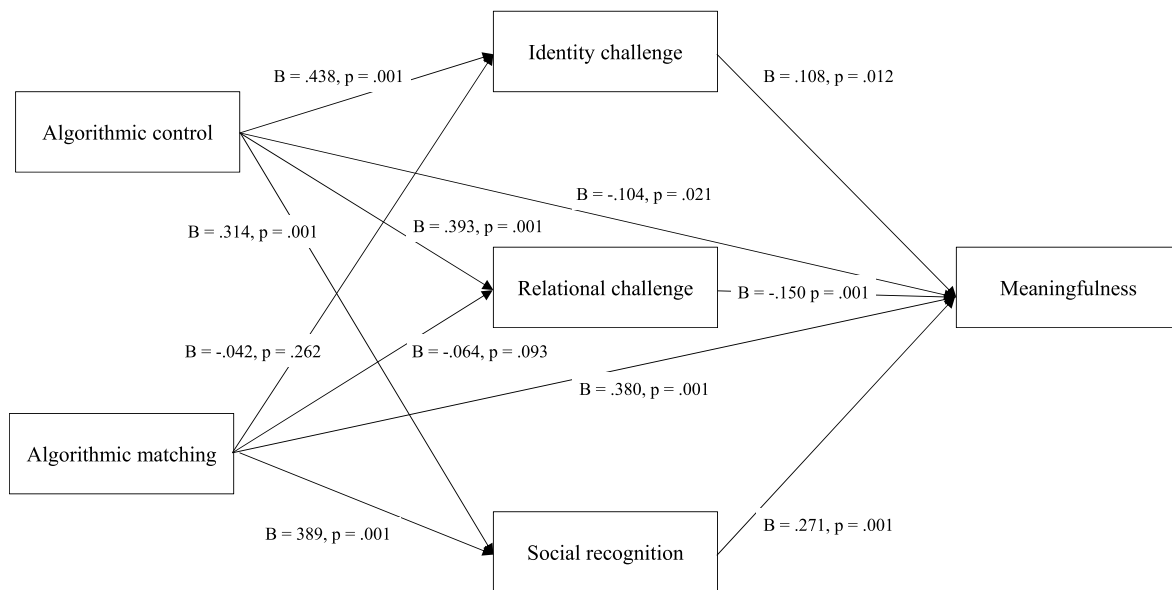 Identity challenge
B = .438, p = .001
B = .108, p = .012
Algorithmic control
B = -.104, p = .021
B = .314, p = .001
B = .393, p = .001
Relational challenge
B = -.150 p = .001
Meaningfulness
B = -.042, p = .262
B = -.064, p = .093
B = .380, p = .001
Algorithmic matching
B = 389, p = .001
B = .271, p = .001
Social recognition